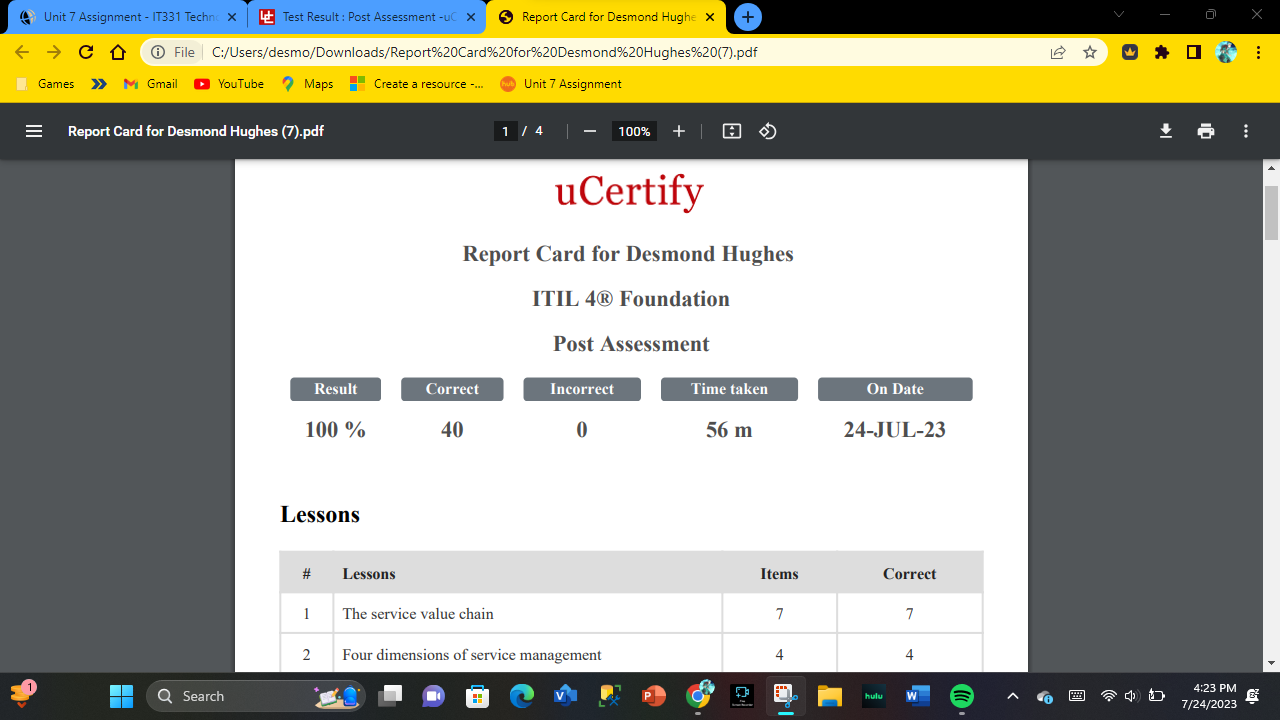 Unit 7 Assignment - IT331 Techn
Test Result : Post Assessment -uC
Report Card for Desmond Hughe
File
C:/Users/desmo/Downloads/Report%20Card%20for%20Desmond%20Hughes%20(7).pdf
Games
Gmail
YouTube
Maps
Create a resource -...
hub
Unit 7 Assignment
Report Card for Desmond Hughes (7).pdf
1 / 4
100%
uCertify
Report Card for Desmond Hughes
ITIL 4® Foundation
Post Assessment
Result Correct Incorrect Time taken On Date
100 % 40 0 56 m 24-JUL-23
Lessons
# Lessons Items Correct
1 The service value chain 7 7
2 Four dimensions of service management 4 4
1
Search
hulu
4:23 PM
7/24/2023